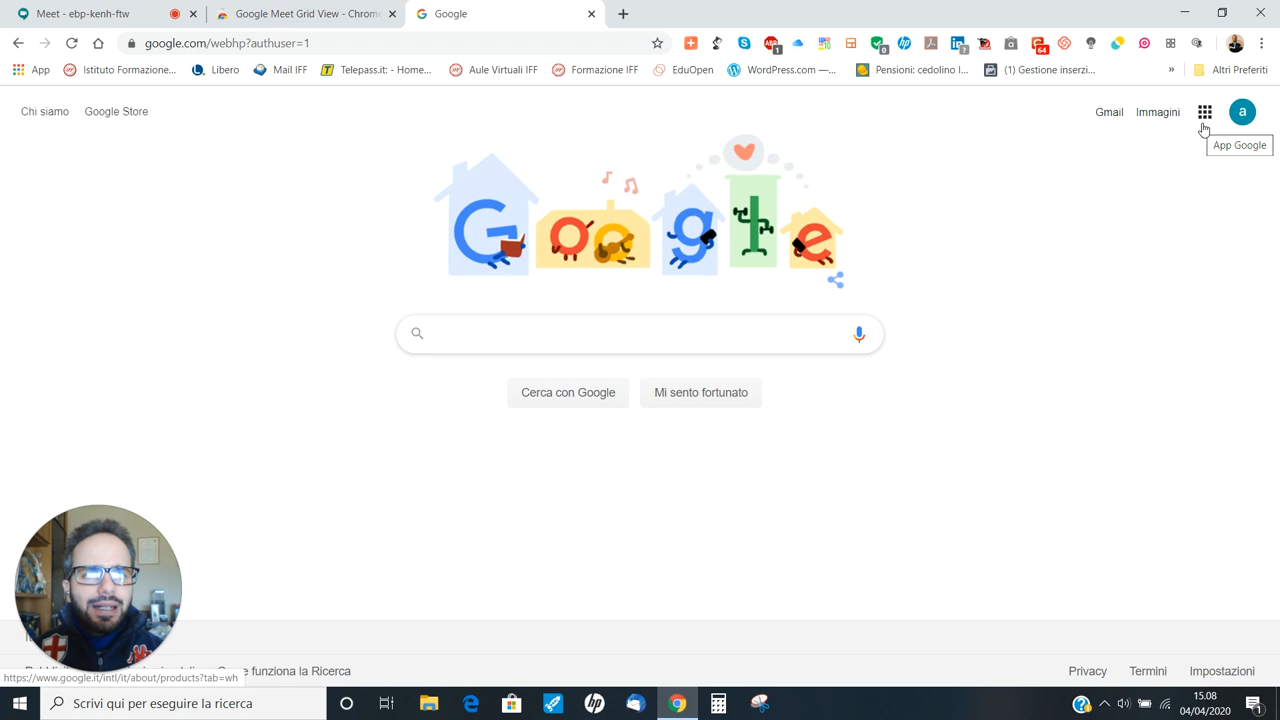 Meet - ebp-kenh-ftw
Google Meet Grid View - Chrome
Google
google.com/webhp?authuser=1
App
Istituto Formazione...
Libero
Mail IFF
Telepass.it: - Home...
Aule Virtuali IFF
Formazione IFF
EduOpen
WordPress.com —...
Pensioni: cedolino I...
(1) Gestione inserzi...
»
Altri Preferiti
Chi siamo
Google Store
Gmail
Immagini
a
App Google
Google
Cerca con Google
Mi sento fortunato
funziona la Ricerca
Privacy
Termini
Impostazioni
https://www.google.it/intl/it/about/products?tab=wh
Scrivi qui per eseguire la ricerca
15.08
04/04/2020